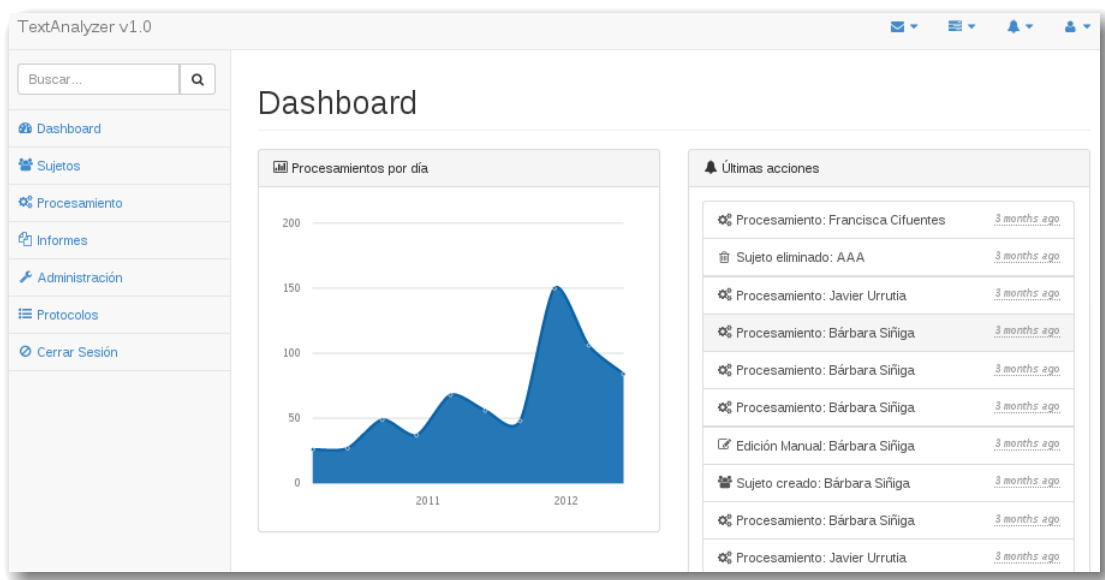 TextAnalyzer v1.0
Buscar...
Dashboard
Sujetos
Procesamiento
Informes
Administración
Protocolos
Cerrar Sesión
Dashboard
Procesamientos por día
200
150
100
50
0
2011 2012
Últimas acciones
Procesamiento: Francisca Cifuentes 3 months ago
Sujeto eliminado: AAA 3 months ago
Procesamiento: Javier Urrutia 3 months ago
Procesamiento: Bárbara Siñiga 3 months ago
Procesamiento: Bárbara Siñiga 3 months ago
Procesamiento: Bárbara Siñiga 3 months ago
Edición Manual: Bárbara Siñiga 3 months ago
Sujeto creado: Bárbara Siñiga 3 months ago
Procesamiento: Bárbara Siñiga 3 months ago
Procesamiento: Javier Urrutia 3 months ago